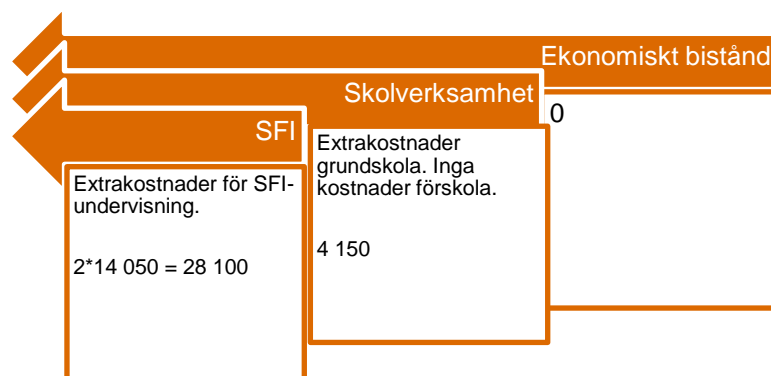 Ekonomiskt bistånd
0
Skolverksamhet
Extrakostnader
grundskola. Inga
kostnader förskola.
4 150
SFI
Extrakostnader för SFI-
undervisning.
2*14 050 = 28 100